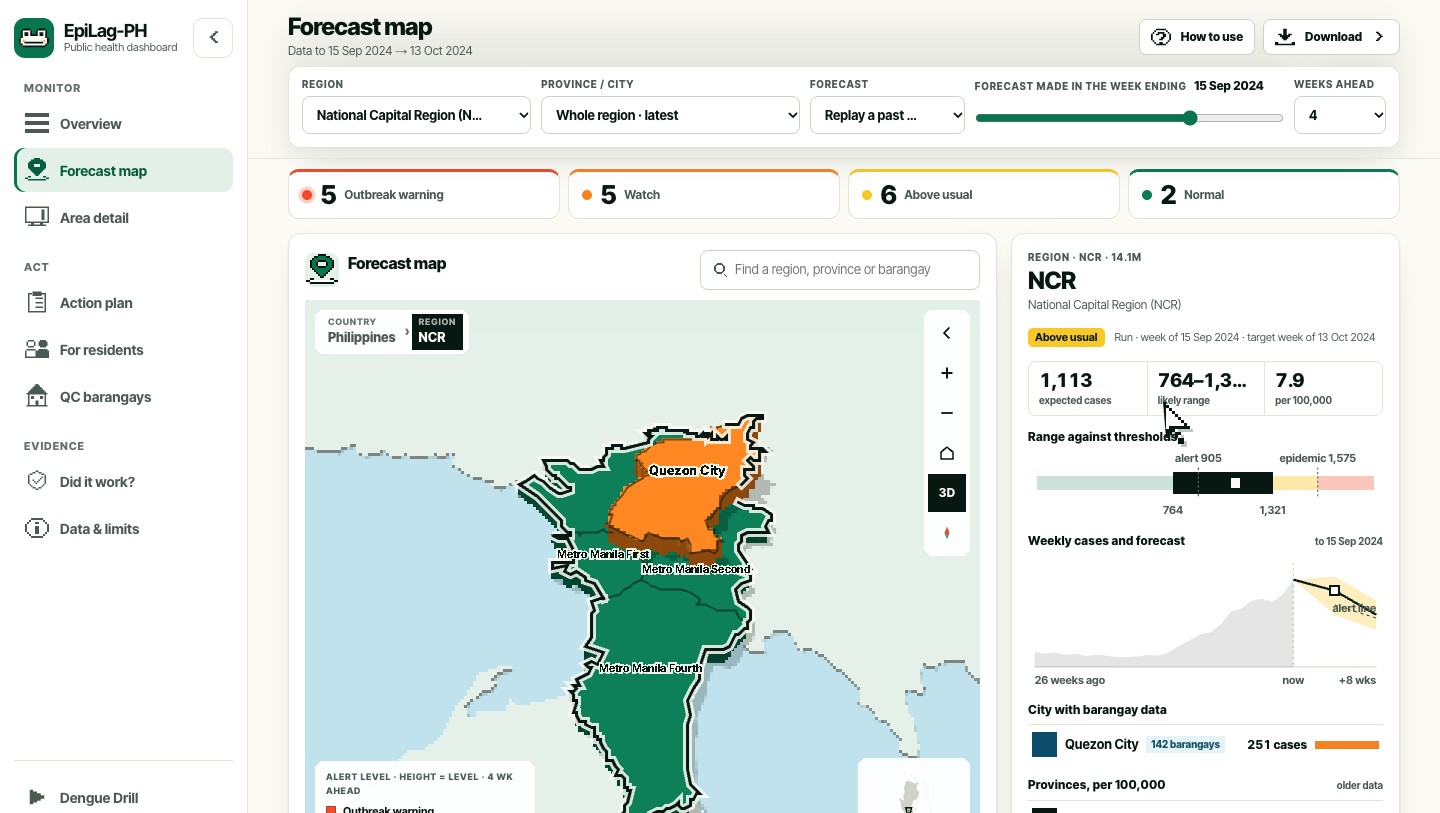 EpiLag-PH
Public health dashboard
MONITOR
Overview
Forecast map
Area detail
ACT
Action plan
For residents
QC barangays
EVIDENCE
Did it work?
Data & limits
Dengue Drill
Forecast map
Data to 15 Sep 2024 → 13 Oct 2024
How to use
Download
REGION
National Capital Region (N...
PROVINCE / CITY
Whole region · latest
FORECAST
Replay a past ...
FORECAST MADE IN THE WEEK ENDING 15 Sep 2024
WEEKS AHEAD
4
5 Outbreak warning
5 Watch
6 Above usual
2 Normal
Forecast map
Find a region, province or barangay
COUNTRY
Philippines
›
REGION
NCR
3D
Quezon City
Metro Manila First
Metro Manila Second
Metro Manila Fourth
ALERT LEVEL · HEIGHT = LEVEL · 4 WK
AHEAD
Outbreak warning
REGION · NCR · 14.1M
NCR
National Capital Region (NCR)
Above usual
Run · week of 15 Sep 2024 · target week of 13 Oct 2024
1,113
expected cases
764–1,3...
likely range
7.9
per 100,000
Range against thresholds
alert 905
epidemic 1,575
764
1,321
Weekly cases and forecast
to 15 Sep 2024
alert line
26 weeks ago
now
+8 wks
City with barangay data
Quezon City
142 barangays
251 cases
Provinces, per 100,000
older data